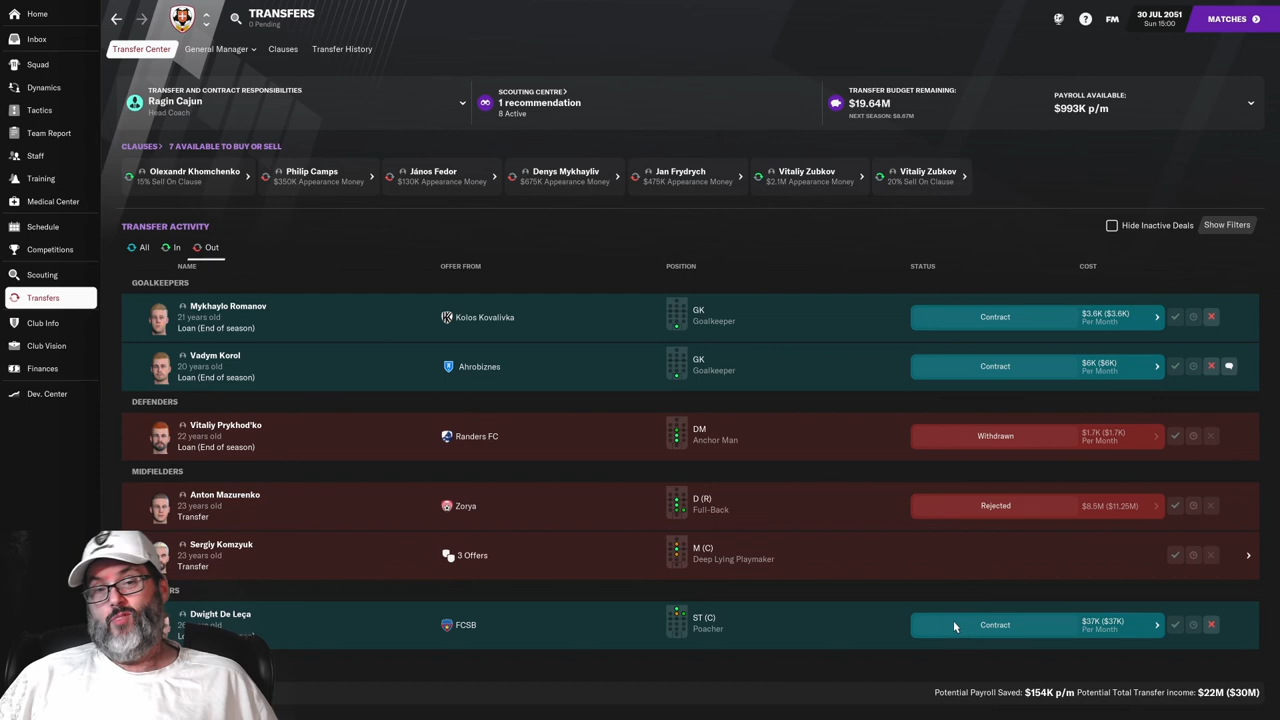 Home
TRANSFERS
0 Pending
FM
30 JUL 2051
Sun 15:00
MATCHES
Inbox
Squad
Dynamics
Tactics
Team Report
Staff
Training
Medical Center
Schedule
Competitions
Scouting
Transfers
Club Info
Club Vision
Finances
Dev. Center
Transfer Center
General Manager
Clauses
Transfer History
TRANSFER AND CONTRACT RESPONSIBILITIES
Ragin Cajun
Head Coach
SCOUTING CENTRE>
1 recommendation
8 Active
TRANSFER BUDGET REMAINING:
$19.64M
NEXT SEASON: $8.67M
PAYROLL AVAILABLE:
$993K p/m
CLAUSES> 7 AVAILABLE TO BUY OR SELL
Olexandr Khomchenko
15% Sell On Clause
Philip Camps
$350K Appearance Money
János Fedor
$130K Appearance Money
Denys Mykhayliv
$675K Appearance Money
Jan Frydrych
$475K Appearance Money
Vitaliy Zubkov
$2.1M Appearance Money
Vitaliy Zubkov
20% Sell On Clause
TRANSFER ACTIVITY
Hide Inactive Deals
Show Filters
All In Out
NAME OFFER FROM POSITION STATUS COST
GOALKEEPERS
Mykhaylo Romanov
21 years old
Loan (End of season)
Kolos Kovalivka
GK
Goalkeeper
Contract
$3.6K ($3.6K)
Per Month
Vadym Korol
20 years old
Loan (End of season)
Ahrobiznes
GK
Goalkeeper
Contract
$6K ($6K)
Per Month
DEFENDERS
Vitaliy Prykhod'ko
22 years old
Loan (End of season)
Randers FC
DM
Anchor Man
Withdrawn
$1.7K ($1.7K)
Per Month
MIDFIELDERS
Anton Mazurenko
23 years old
Transfer
Zorya
D (R)
Full-Back
Rejected
$8.5M ($11.25M)
Sergiy Komzyuk
23 years old
Transfer
3 Offers
M (C)
Deep Lying Playmaker
Dwight De Leça
FCSB
ST (C)
Poacher
Contract
$37K ($37K)
Per Month
Potential Payroll Saved: $154K p/m Potential Total Transfer income: $22M ($30M)